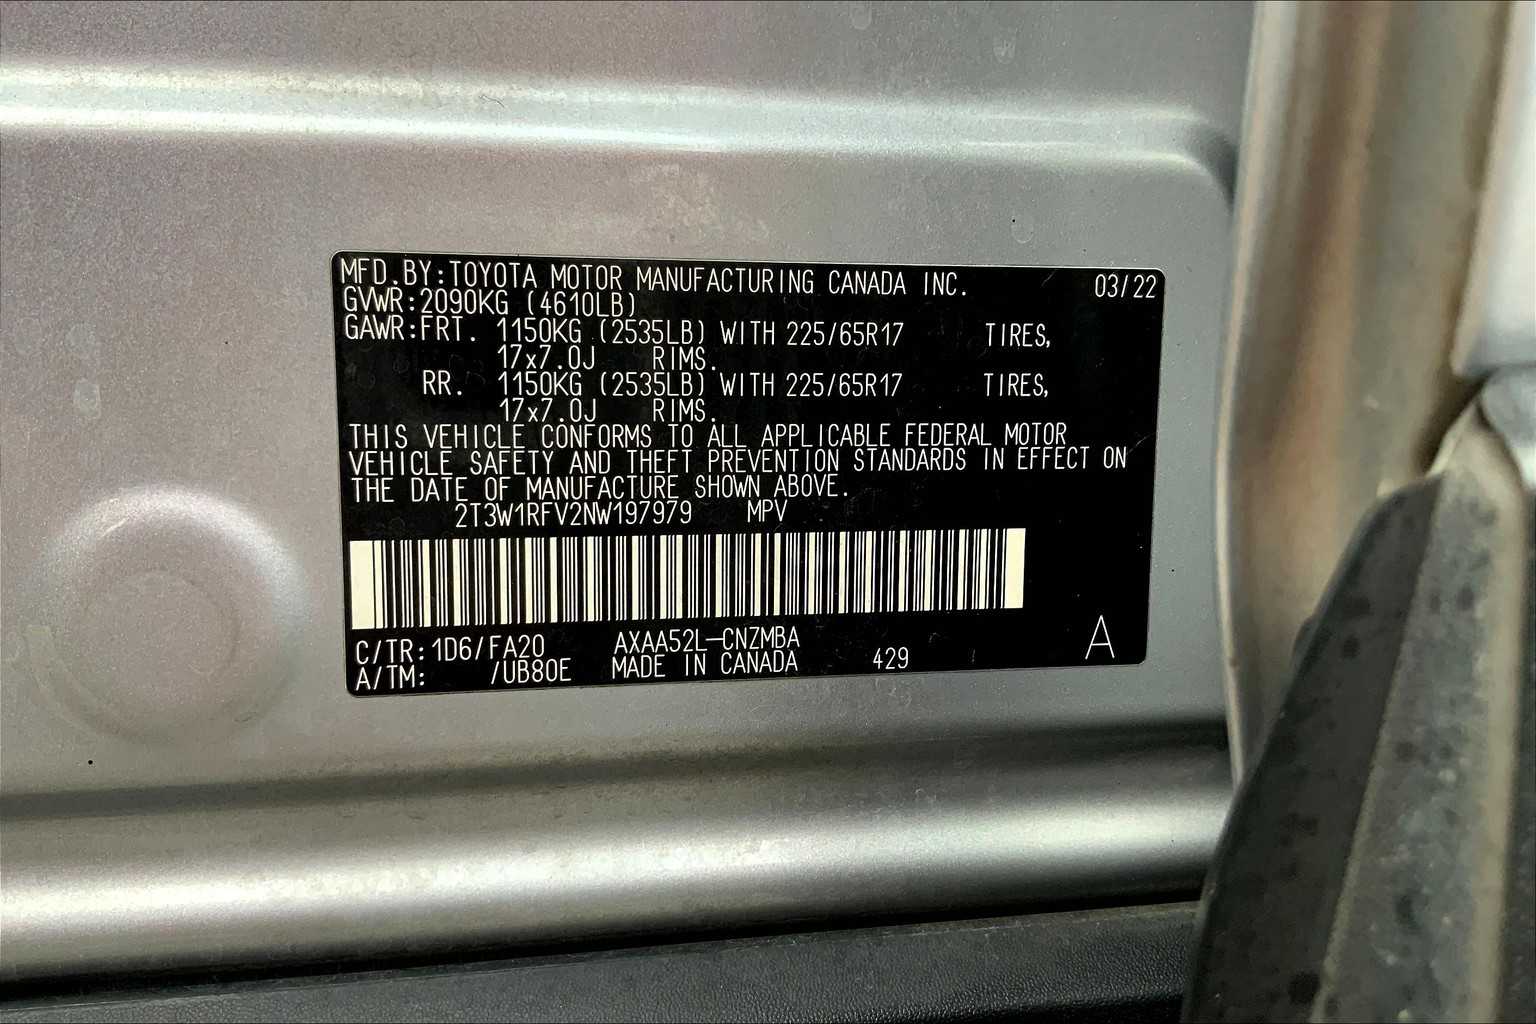 MFD.BY:TOYOTA MOTOR MANUFACTURING CANADA INC. 03/22
GVWR:2090KG (4610LB)
GAWR:FRT. 1150KG (2535LB) WITH 225/65R17 TIRES,
17x7.0J RIMS.
RR. 1150KG (2535LB) WITH 225/65R17 TIRES,
17x7.0J RIMS.
THIS VEHICLE CONFORMS TO ALL APPLICABLE FEDERAL MOTOR
VEHICLE SAFETY AND THEFT PREVENTION STANDARDS IN EFFECT ON
THE DATE OF MANUFACTURE SHOWN ABOVE.
2T3W1RFV2NW197979 MPV
C/TR:1D6/FA20 AXAA52L-CNZMBA
A/TM: /UB80E MADE IN CANADA 429 A